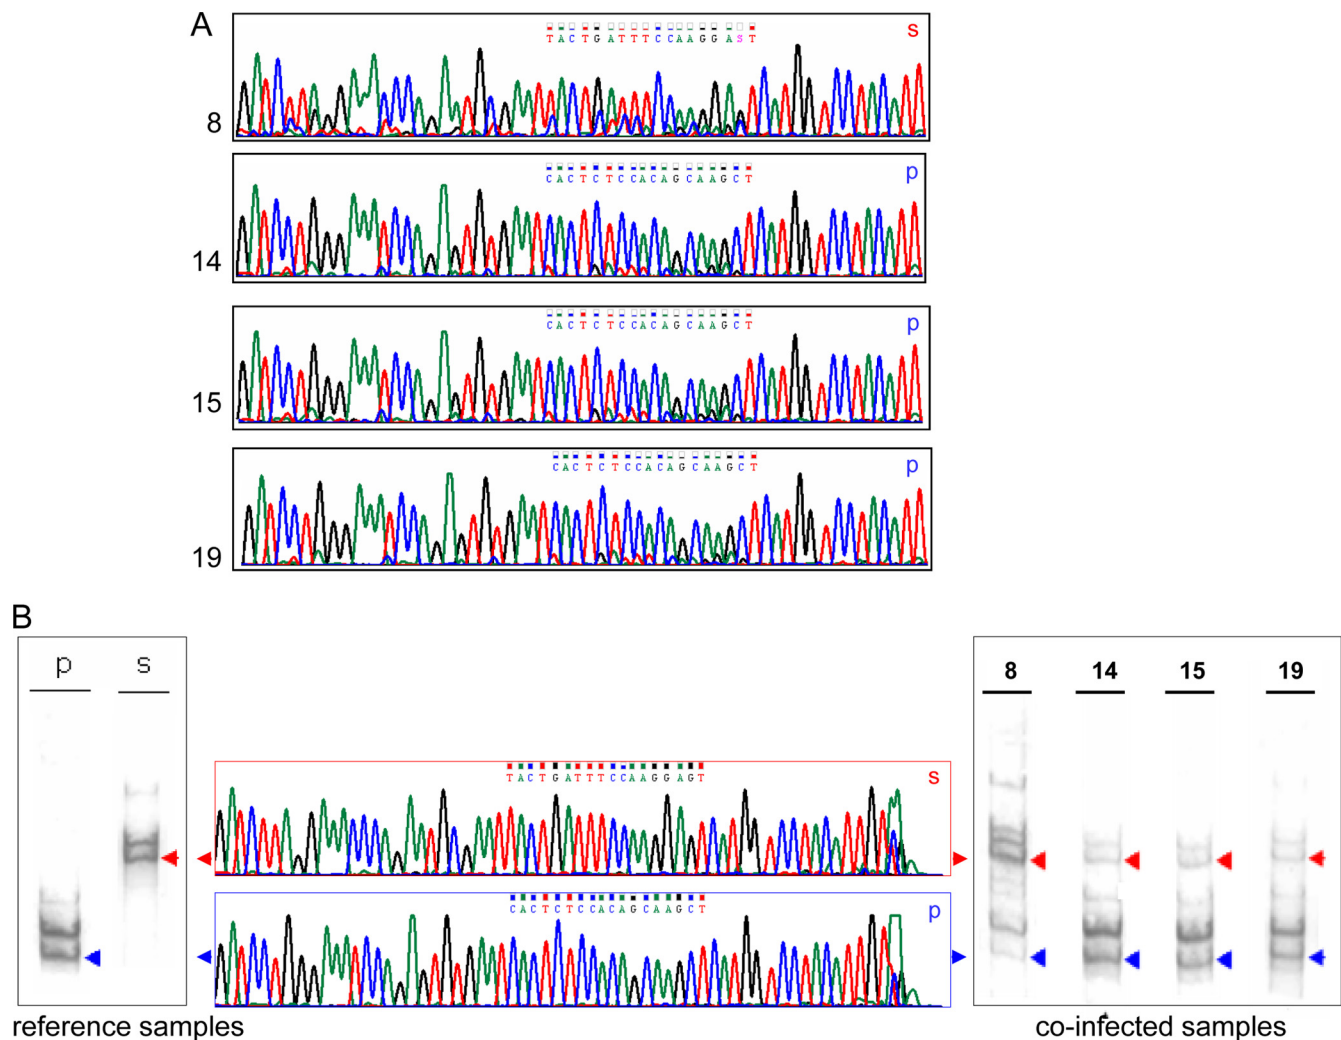 A
TACTGATTTCCAAGGAST
s
8
CACTCTCCACAGCAAGCT
p
14
CACTCTCCACAGCAAGCT
p
15
CACTCTCCACAGCAAGCT
p
19
B
p s
8 14 15 19
TACTGATTTCCAAGGAGT
s
CACTCTCCACAGCAAGCT
p
reference samples
co-infected samples